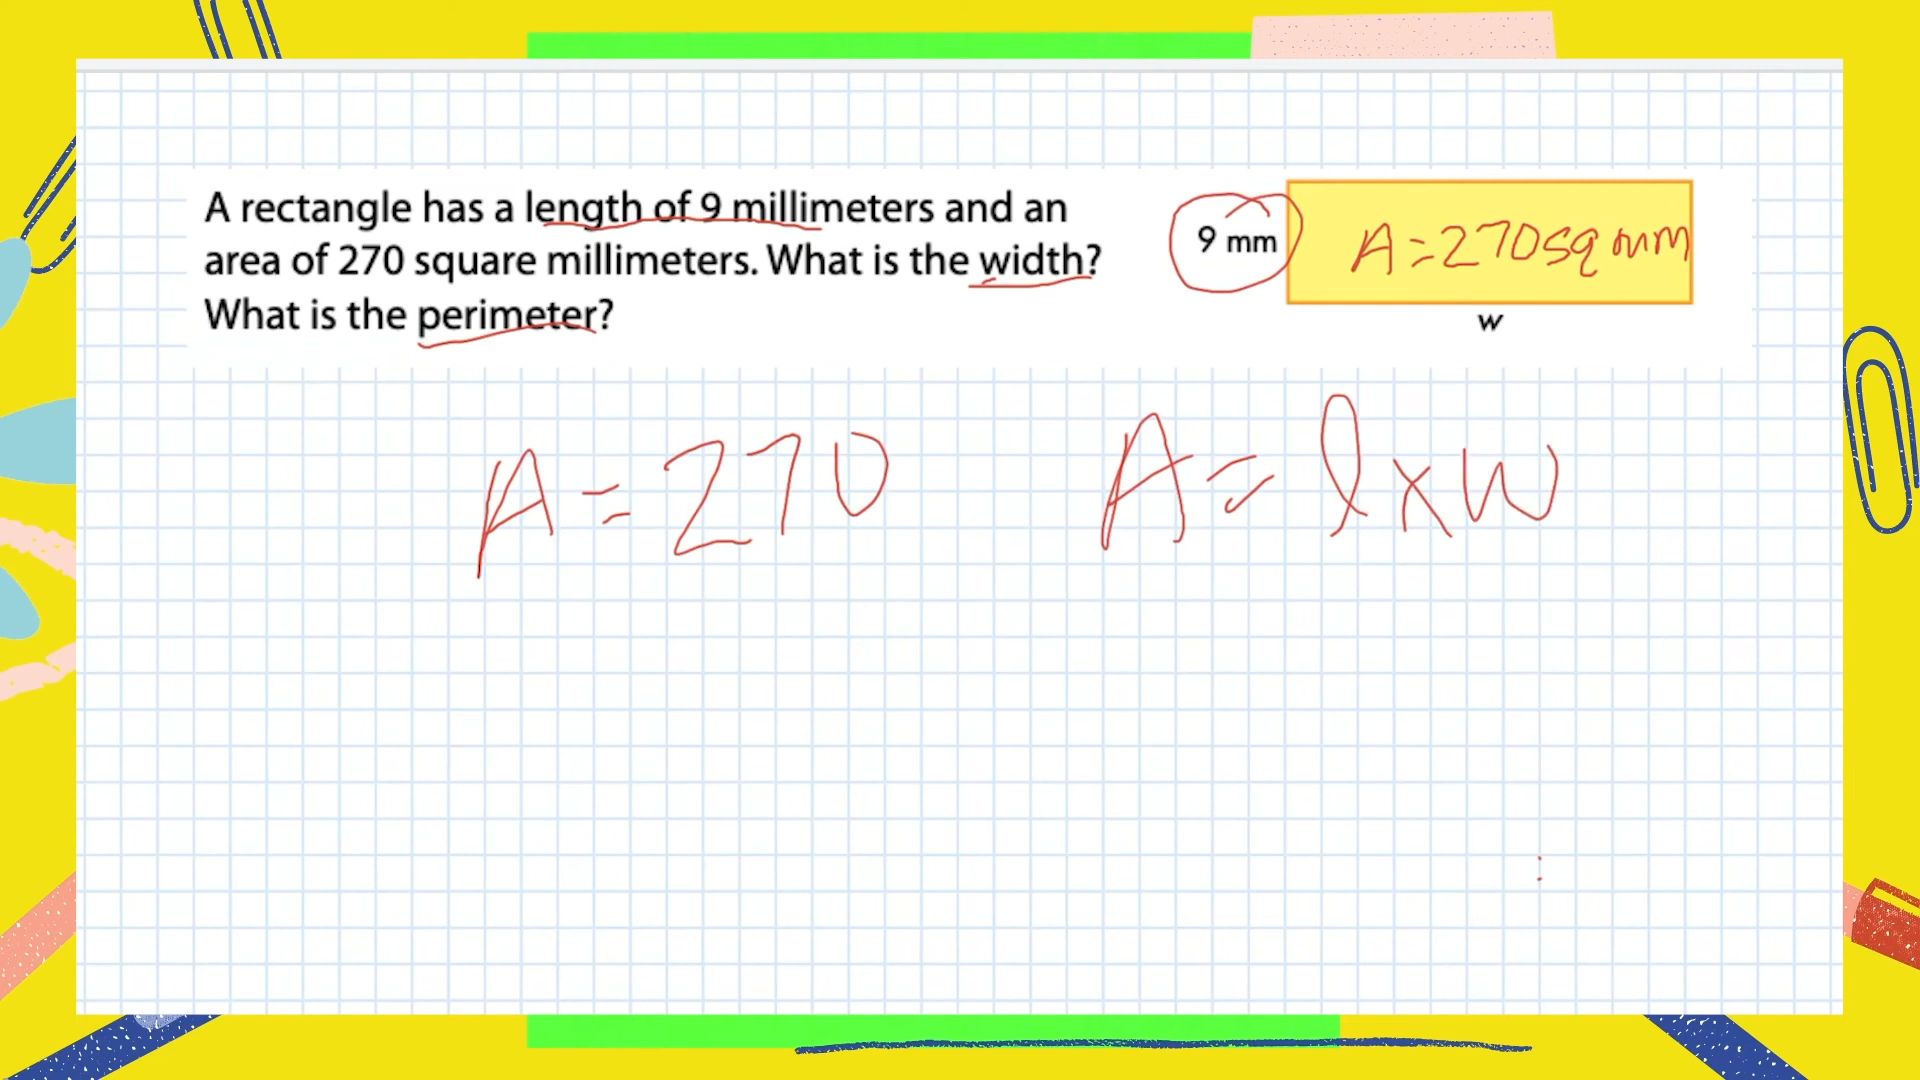 A rectangle has a length of 9 millimeters and an
area of 270 square millimeters. What is the width?
What is the perimeter?
9 mm
A=270sq mm
w
A=270
A=lxw